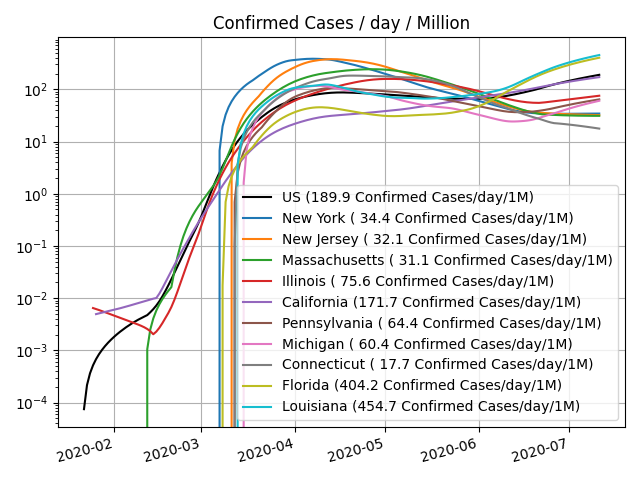 Confirmed Cases / day / Million
10²
10¹
10⁰
10⁻¹
10⁻²
10⁻³
10⁻⁴
US (189.9 Confirmed Cases/day/1M)
New York ( 34.4 Confirmed Cases/day/1M)
New Jersey ( 32.1 Confirmed Cases/day/1M)
Massachusetts ( 31.1 Confirmed Cases/day/1M)
Illinois ( 75.6 Confirmed Cases/day/1M)
California (171.7 Confirmed Cases/day/1M)
Pennsylvania ( 64.4 Confirmed Cases/day/1M)
Michigan ( 60.4 Confirmed Cases/day/1M)
Connecticut ( 17.7 Confirmed Cases/day/1M)
Florida (404.2 Confirmed Cases/day/1M)
Louisiana (454.7 Confirmed Cases/day/1M)
2020-02 2020-03 2020-04 2020-05 2020-06 2020-07